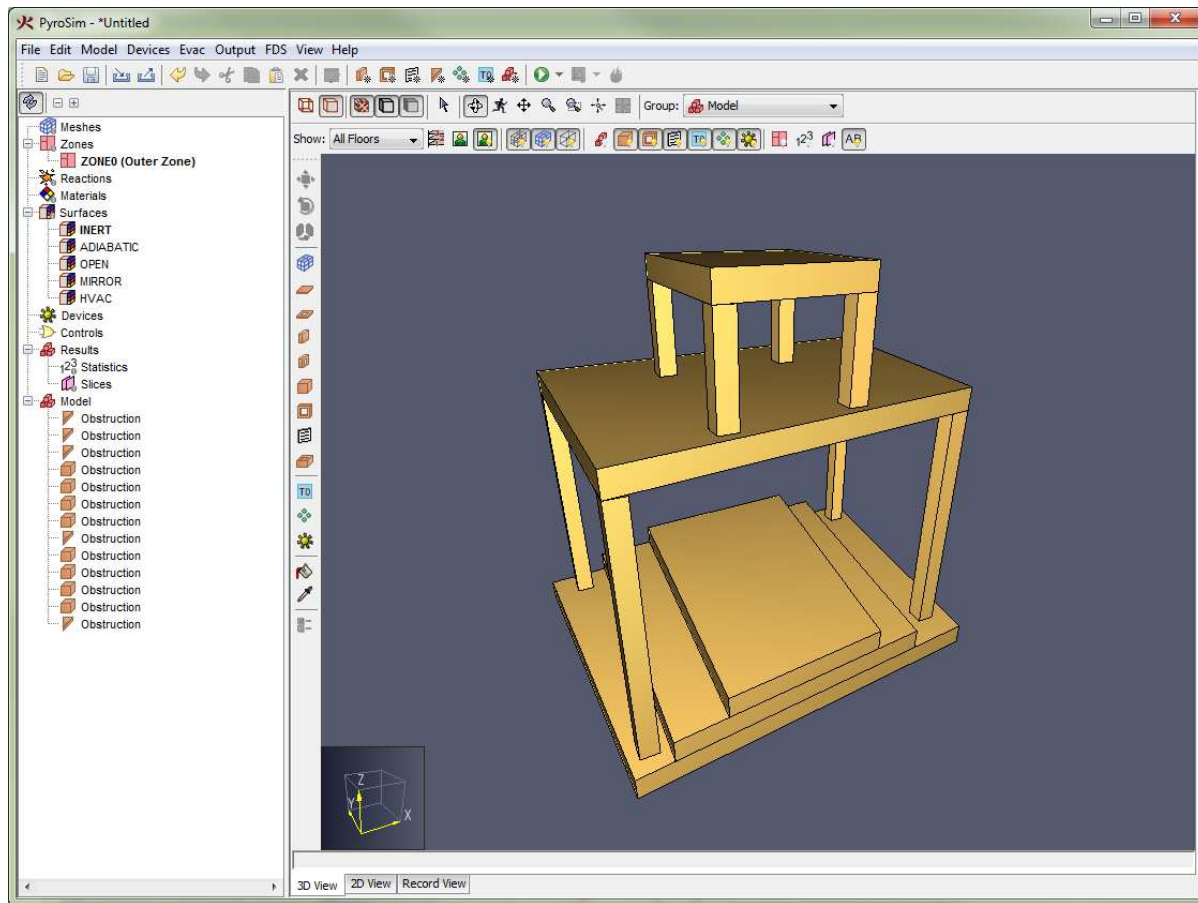 PyroSim - *Untitled
File Edit Model Devices Evac Output FDS View Help
Group: Model
Show: All Floors
Meshes
Zones
ZONE0 (Outer Zone)
Reactions
Materials
Surfaces
INERT
ADIABATIC
OPEN
MIRROR
HVAC
Devices
Controls
Results
Statistics
Slices
Model
Obstruction
Obstruction
Obstruction
Obstruction
Obstruction
Obstruction
Obstruction
Obstruction
Obstruction
Obstruction
Obstruction
Obstruction
Obstruction
Z
Y
X
3D View 2D View Record View